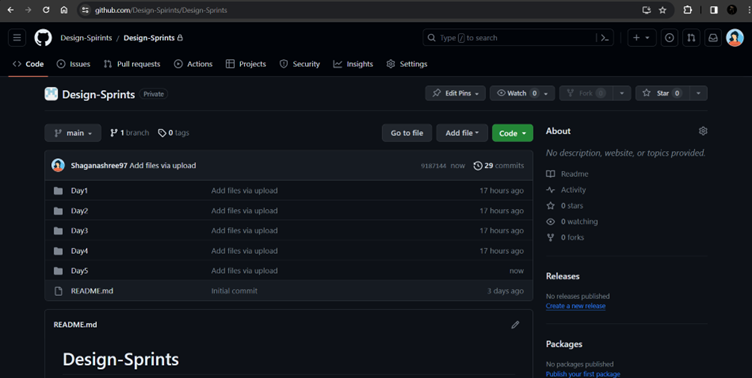 github.com/Design-Spirints/Design-Sprints
Design-Spirints / Design-Sprints
Type / to search
Code Issues Pull requests Actions Projects Security Insights Settings
Design-Sprints Private
Edit Pins Watch 0 Fork 0 Star 0
main 1 branch 0 tags Go to file Add file Code
Shaganashree97 Add files via upload 9187144 now 29 commits
Day1 Add files via upload 17 hours ago
Day2 Add files via upload 17 hours ago
Day3 Add files via upload 17 hours ago
Day4 Add files via upload 17 hours ago
Day5 Add files via upload now
README.md Initial commit 3 days ago
README.md
Design-Sprints
About
No description, website, or topics provided.
Readme
Activity
0 stars
0 watching
0 forks
Releases
No releases published
Create a new release
Packages
No packages published
Publish your first package